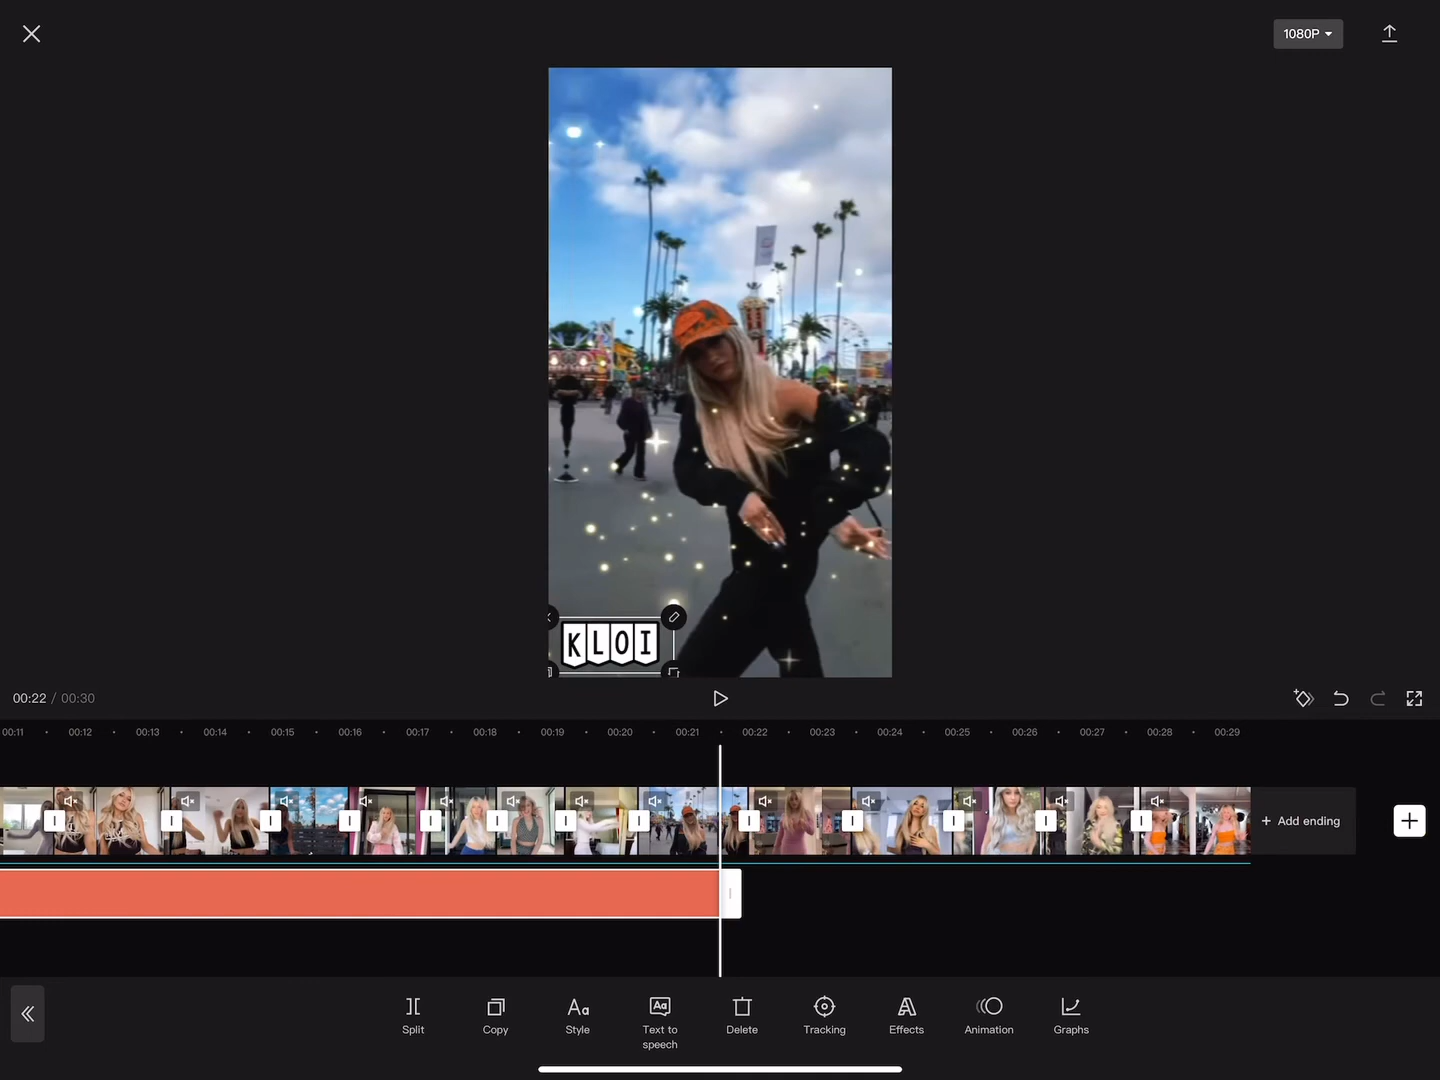 1080P
KLOI
00:22 / 00:30
00:11 00:12 00:13 00:14 00:15 00:16 00:17 00:18 00:19 00:20 00:21 00:22 00:23 00:24 00:25 00:26 00:27 00:28 00:29
+ Add ending
Split
Copy
Aa
Style
Aa
Text to
speech
Delete
Tracking
Effects
Animation
Graphs